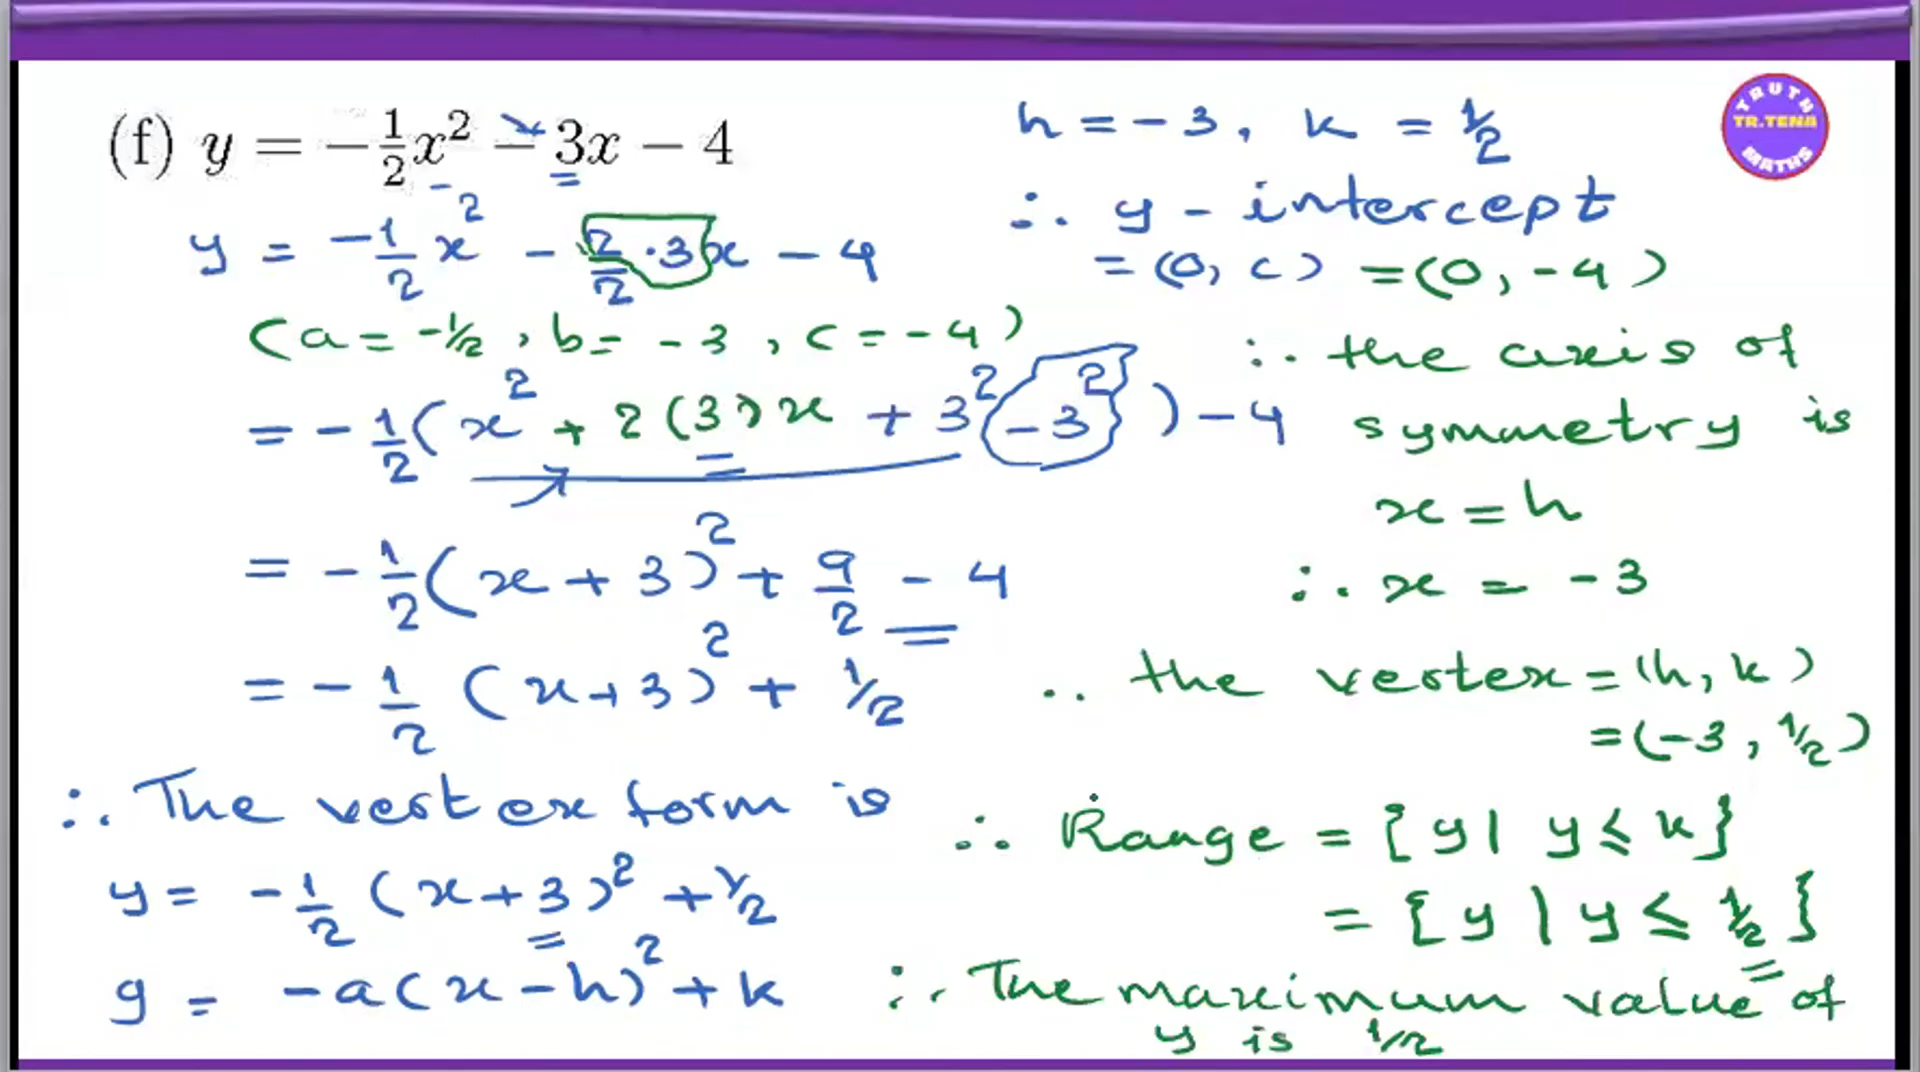 (f) y = −1/2x² − 3x − 4
y = −1/2 x² − 2/2 · 3x − 4
(a = −1/2, b = −3, c = −4)
= −1/2(x² + 2(3)x + 3² − 3²) − 4
= −1/2(x + 3)² + 9/2 − 4
= −1/2 (x+3)² + 1/2
∴ The vertex form is
y = −1/2 (x+3)² + 1/2
y = −a(x−h)² + k
h = −3, k = 1/2
∴ y - intercept
= (0, c) = (0, −4)
∴ the axis of
symmetry is
x = h
∴ x = −3
∴ the vertex = (h, k)
= (−3, 1/2)
∴ Range = {y| y ≤ k}
= {y | y ≤ 1/2}
∴ The maximum value of
y is 1/2
TRUTH
TR.TENA
MATHS